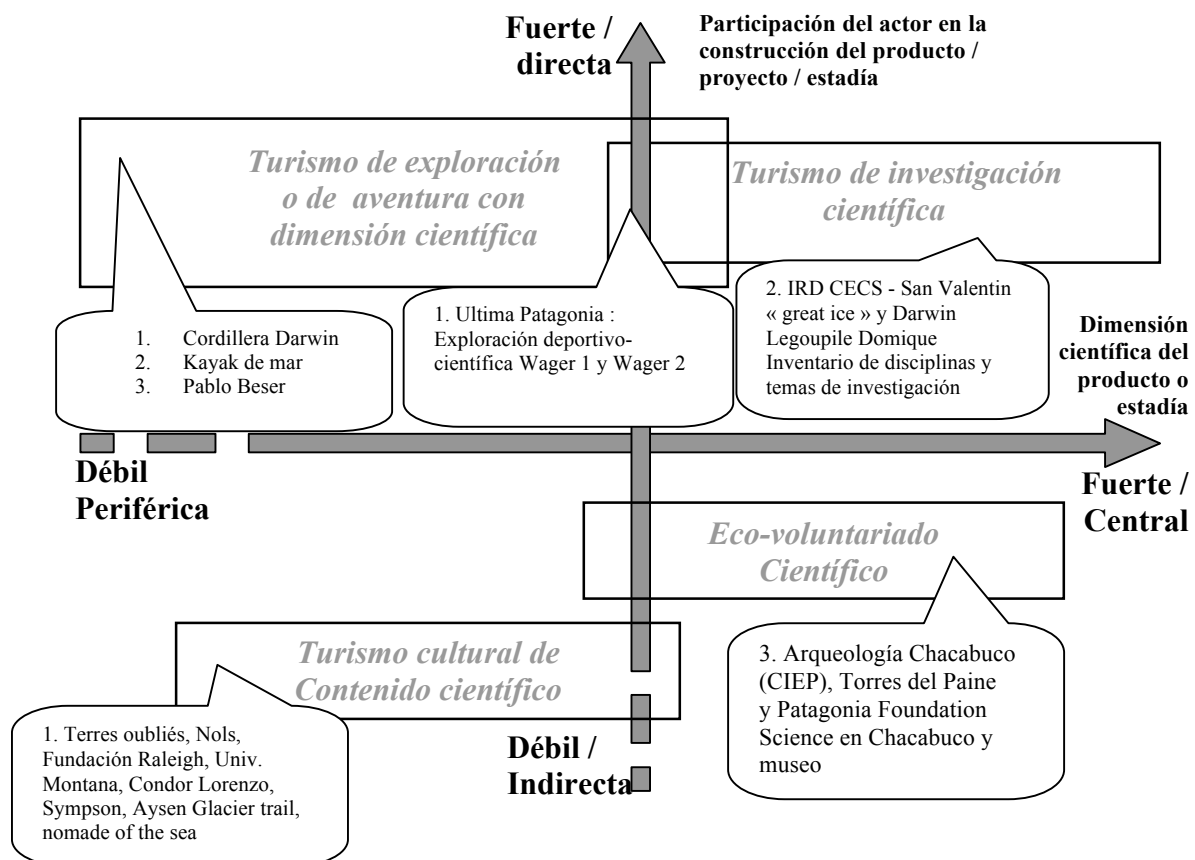 Fuerte /
directa
Participación del actor en la
construcción del producto /
proyecto / estadía
Turismo de exploración
o de aventura con
dimensión científica
Turismo de investigación
científica
1. Cordillera Darwin
2. Kayak de mar
3. Pablo Beser
1. Ultima Patagonia :
Exploración deportivo-
científica Wager 1 y Wager 2
2. IRD CECS - San Valentin
« great ice » y Darwin
Legoupile Domique
Inventario de disciplinas y
temas de investigación
Dimensión
científica del
producto o
estadía
Débil
Periférica
Fuerte /
Central
Eco-voluntariado
Científico
Turismo cultural de
Contenido científico
3. Arqueología Chacabuco
(CIEP), Torres del Paine
y Patagonia Foundation
Science en Chacabuco y
museo
1. Terres oubliés, Nols,
Fundación Raleigh, Univ.
Montana, Condor Lorenzo,
Sympson, Aysen Glacier trail,
nomade of the sea
Débil /
Indirecta